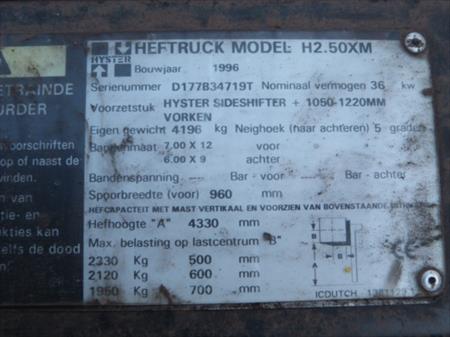 HYSTER
HEFTRUCK MODEL H2.50XM
Bouwjaar 1996
Serienummer D177B34719T Nominaal vermogen 36 kw
Voorzetstuk HYSTER SIDESHIFTER + 1050-1220MM
VORKEN
Eigen gewicht 4196 kg Neighoek (naar achteren) 5 graden
Bandenmaat 7.00 X 12 voor
6.00 X 9 achter
Bandenspanning ---- Bar - voor ---- Bar - achter
Spoorbreedte (voor) 960 mm
HEFCAPACITEIT MET MAST VERTIKAAL EN VOORZIEN VAN BOVENSTAANDE
Hefhoogte "A" 4330 mm
Max. belasting op lastcentrum "B"
2330 Kg 500 mm
2120 Kg 600 mm
1960 Kg 700 mm
B
A
B
ICDUTCH
ETRAINDE
URDER
voorschriften
op of naast de
winden.
n van
tie- en
kties kan
elfs de dood
n.